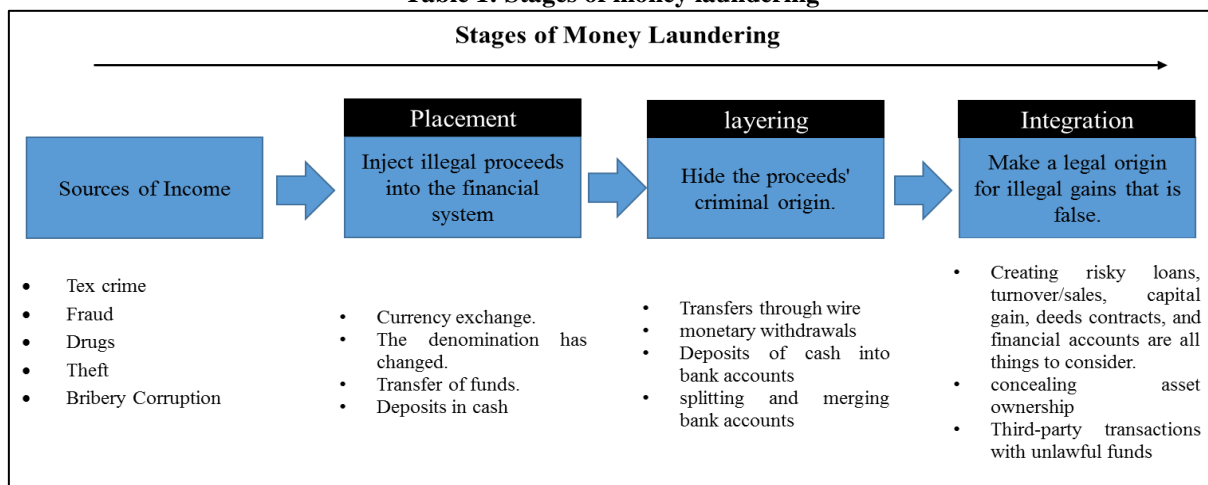 Table 1: Stages of money laundering
Stages of Money Laundering
Sources of Income
Placement
Inject illegal proceeds
into the financial
system
layering
Hide the proceeds'
criminal origin.
Integration
Make a legal origin
for illegal gains that is
false.
• Tex crime
• Fraud
• Drugs
• Theft
• Bribery Corruption
• Currency exchange.
• The denomination has
changed.
• Transfer of funds.
• Deposits in cash
• Transfers through wire
• monetary withdrawals
• Deposits of cash into
bank accounts
• splitting and merging
bank accounts
• Creating risky loans,
turnover/sales, capital
gain, deeds contracts, and
financial accounts are all
things to consider.
• concealing asset
ownership
• Third-party transactions
with unlawful funds